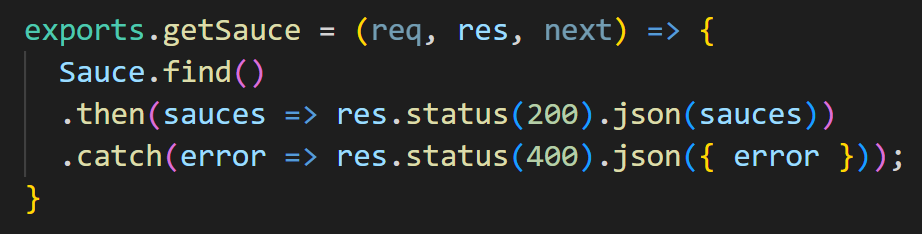 exports.getSauce = (req, res, next) => {
  Sauce.find()
  .then(sauces => res.status(200).json(sauces))
  .catch(error => res.status(400).json({ error }));
}